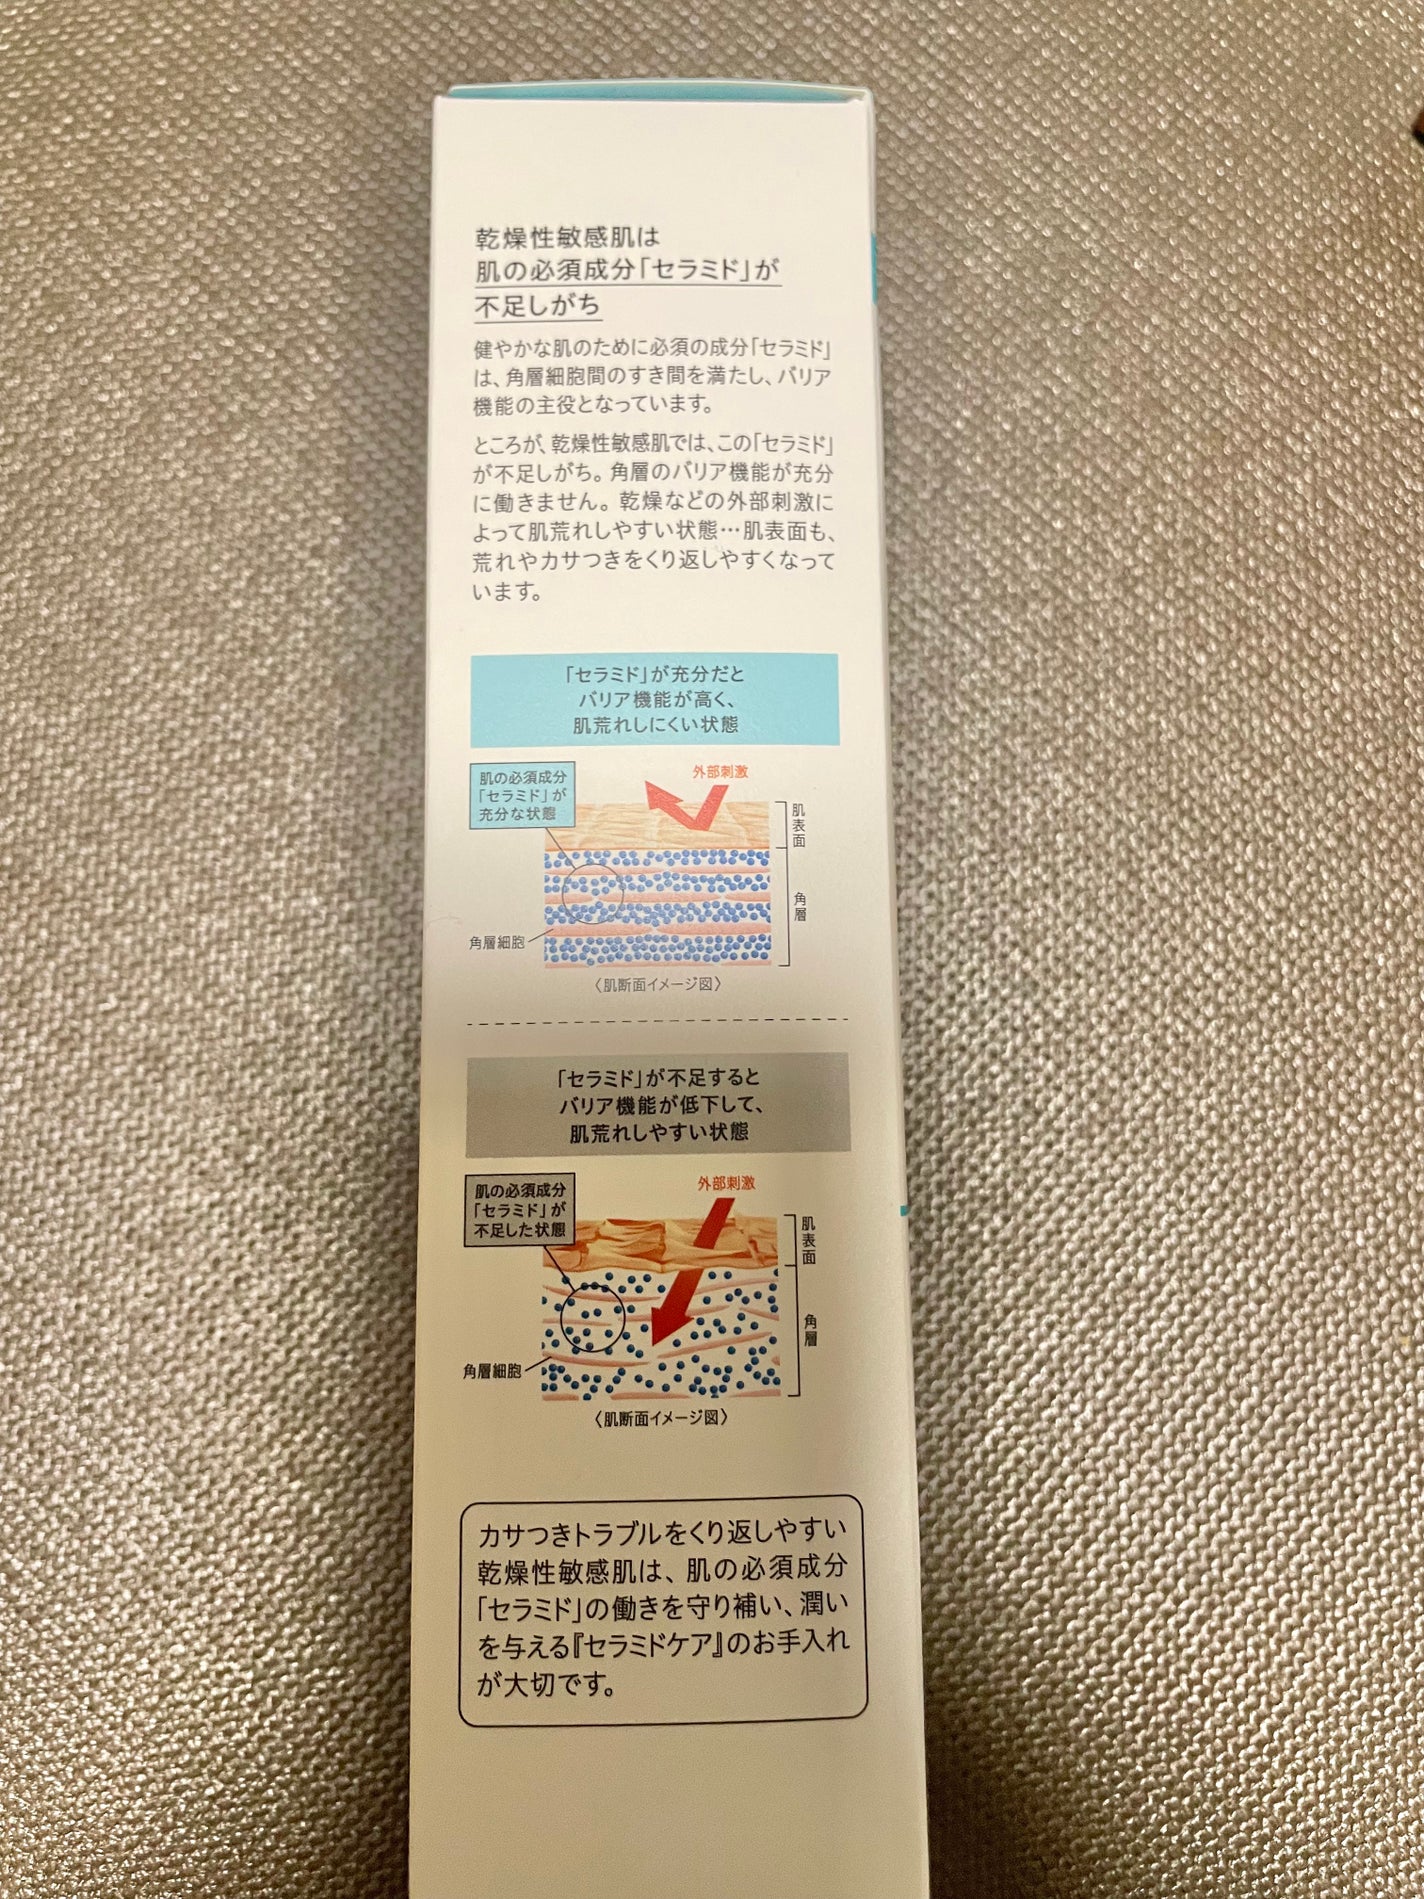 乾燥性敏感肌は
肌の必須成分「セラミド」が
不足しがち
健やかな肌のために必須の成分「セラミド」
は、角層細胞間のすき間を満たし、バリア
機能の主役となっています。
ところが、乾燥性敏感肌では、この「セラミド」
が不足しがち。角層のバリア機能が充分
に働きません。乾燥などの外部刺激に
よって肌荒れしやすい状態…肌表面も、
荒れやカサつきをくり返しやすくなって
います。
「セラミド」が充分だと
バリア機能が高く、
肌荒れしにくい状態
肌の必須成分
「セラミド」が
充分な状態
外部刺激
肌表面
角層
角層細胞
〈肌断面イメージ図〉
「セラミド」が不足すると
バリア機能が低下して、
肌荒れしやすい状態
肌の必須成分
「セラミド」が
不足した状態
外部刺激
肌表面
角層
角層細胞
〈肌断面イメージ図〉
カサつきトラブルをくり返しやすい
乾燥性敏感肌は、肌の必須成分
「セラミド」の働きを守り補い、潤い
を与える『セラミドケア』のお手入れ
が大切です。